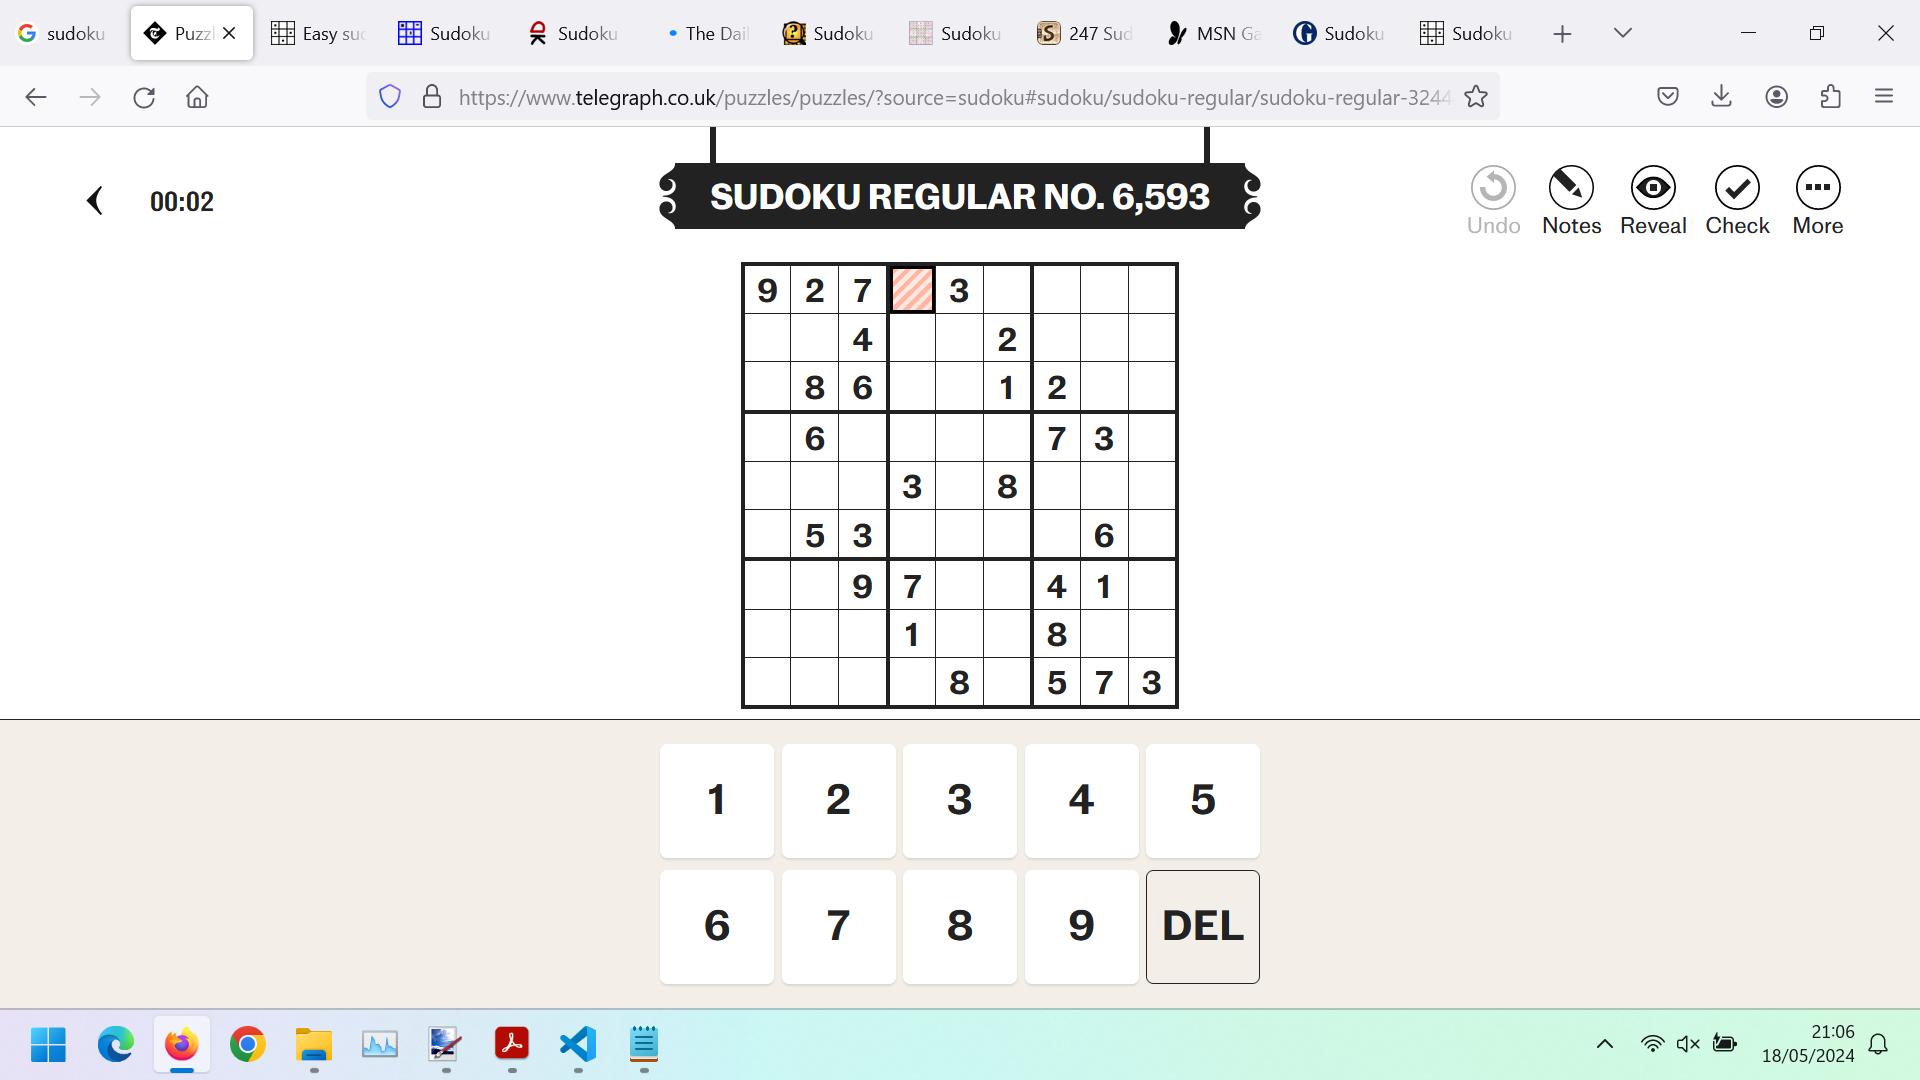 sudoku
Puzzl
Easy sud
Sudoku
Sudoku
The Dail
Sudoku
Sudoku
247 Sud
MSN Ga
Sudoku
Sudoku
https://www.telegraph.co.uk/puzzles/puzzles/?source=sudoku#sudoku/sudoku-regular/sudoku-regular-3244
00:02
SUDOKU REGULAR NO. 6,593
Undo
Notes
Reveal
Check
More
9 2 7 3
4 2
8 6 1 2
6 7 3
3 8
5 3 6
9 7 4 1
1 8
8 5 7 3
1 2 3 4 5
6 7 8 9 DEL
21:06
18/05/2024